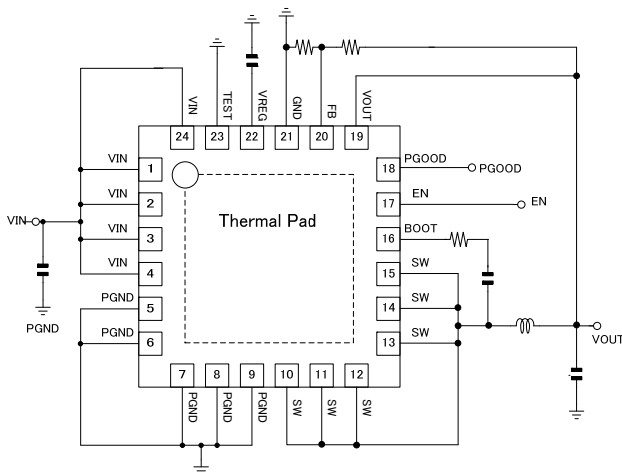 VIN
TEST
VREG
GND
FB
VOUT
24
23
22
21
20
19
VIN
1
18
PGOOD
PGOOD
VIN
2
17
EN
EN
Thermal Pad
VIN
VIN
3
16
BOOT
VIN
4
15
SW
PGND
5
14
SW
PGND
PGND
6
13
SW
VOUT
7
8
9
10
11
12
PGND
PGND
PGND
SW
SW
SW